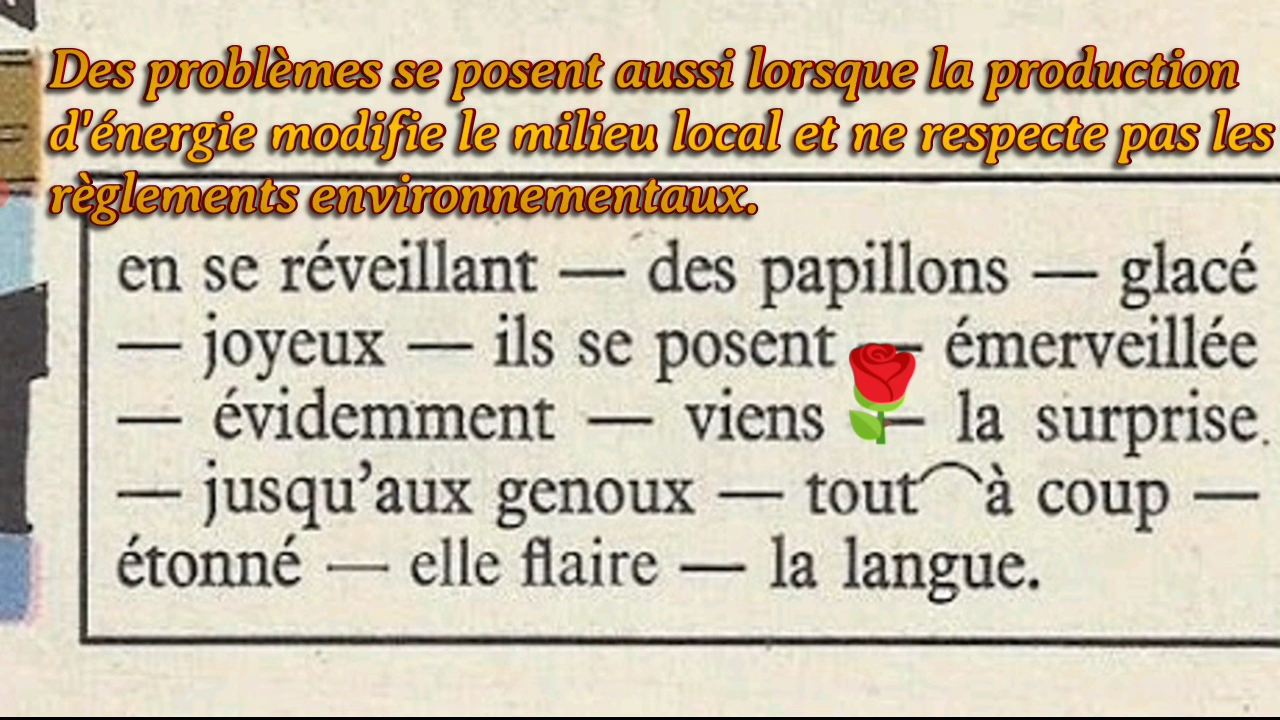 Des problèmes se posent aussi lorsque la production
d'énergie modifie le milieu local et ne respecte pas les
règlements environnementaux.
en se réveillant — des papillons — glacé
— joyeux — ils se posent — émerveillée
— évidemment — viens — la surprise
— jusqu’aux genoux — tout à coup —
étonné — elle flaire — la langue.